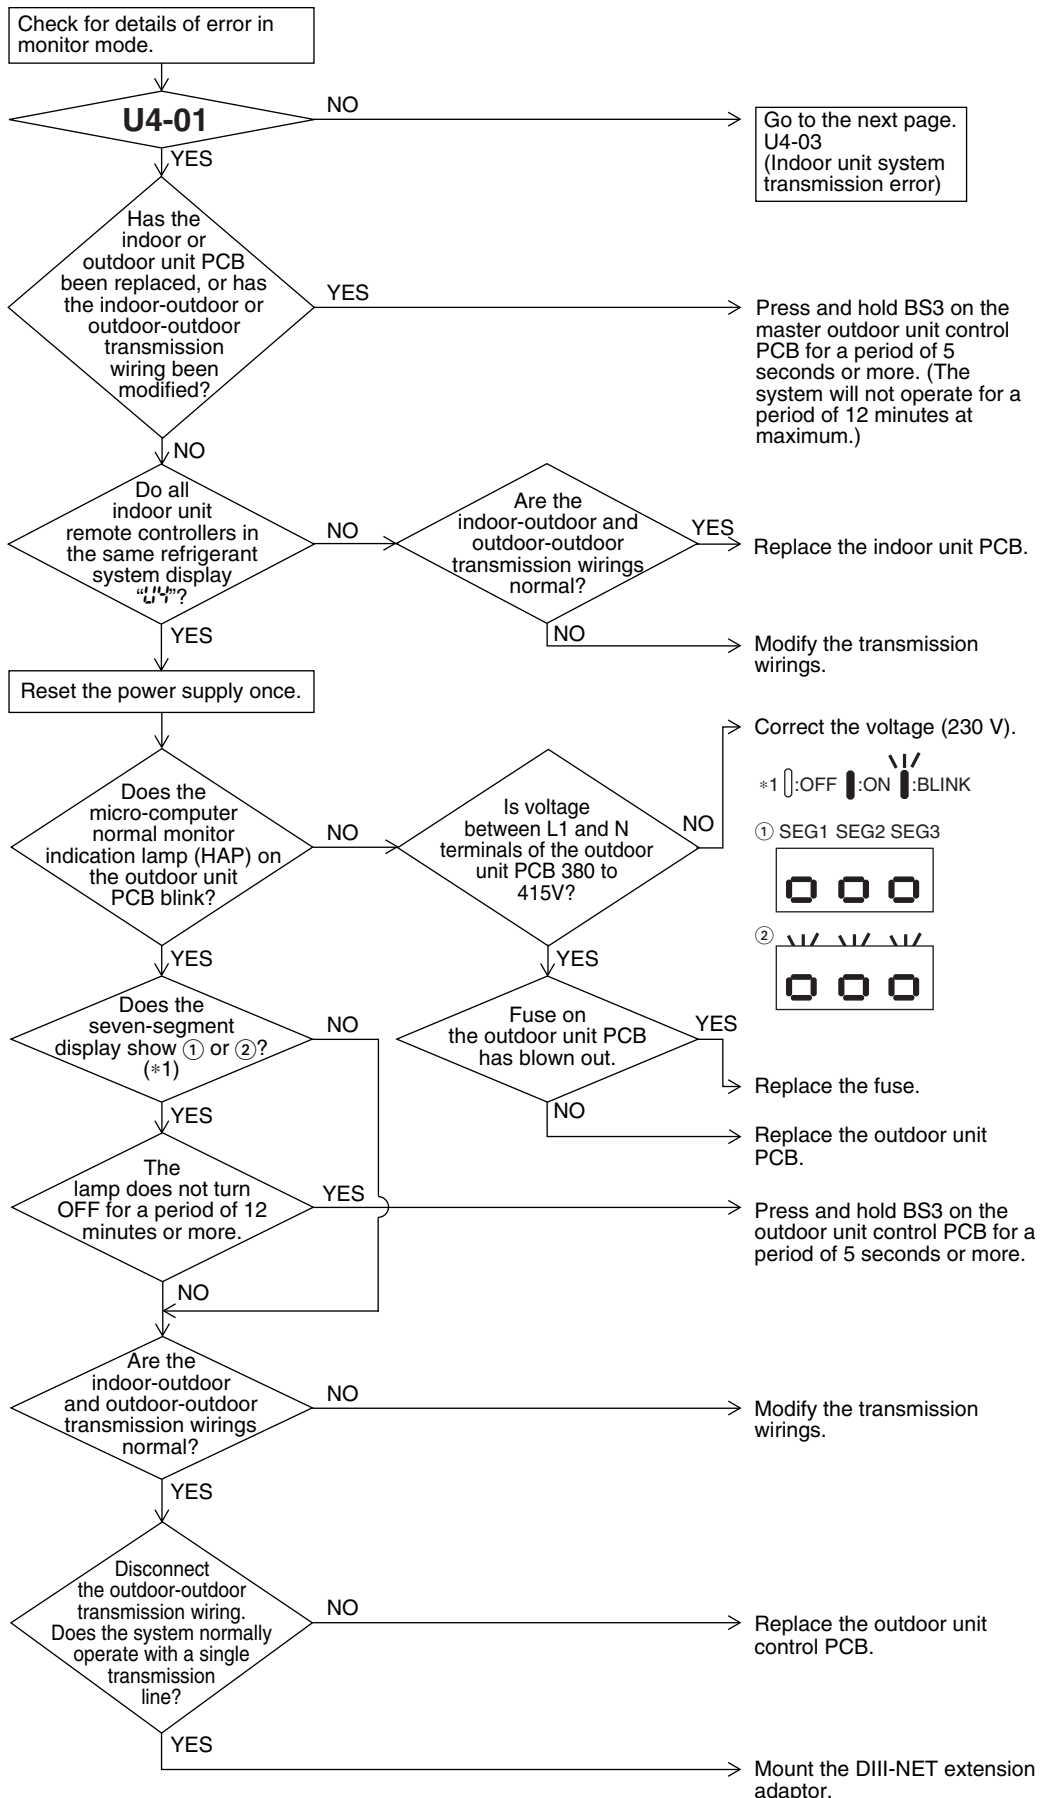 Check for details of error in
monitor mode.
U4-01
NO
Go to the next page.
U4-03
(Indoor unit system
transmission error)
YES
Has the
indoor or
outdoor unit PCB
been replaced, or has
the indoor-outdoor or
outdoor-outdoor
transmission
wiring been
modified?
YES
Press and hold BS3 on the
master outdoor unit control
PCB for a period of 5
seconds or more. (The
system will not operate for a
period of 12 minutes at
maximum.)
NO
Do all
indoor unit
remote controllers in
the same refrigerant
system display
“U4”?
NO
Are the
indoor-outdoor and
outdoor-outdoor
transmission wirings
normal?
YES
Replace the indoor unit PCB.
NO
Modify the transmission
wirings.
YES
Reset the power supply once.
Does the
micro-computer
normal monitor
indication lamp (HAP) on
the outdoor unit
PCB blink?
NO
Is voltage
between L1 and N
terminals of the outdoor
unit PCB 380 to
415V?
NO
Correct the voltage (230 V).
*1 :OFF :ON :BLINK
① SEG1 SEG2 SEG3
o o o
②
o o o
YES
YES
Does the
seven-segment
display show ① or ②?
(*1)
NO
Fuse on
the outdoor unit PCB
has blown out.
YES
Replace the fuse.
NO
Replace the outdoor unit
PCB.
YES
The
lamp does not turn
OFF for a period of 12
minutes or more.
YES
Press and hold BS3 on the
outdoor unit control PCB for a
period of 5 seconds or more.
NO
Are the
indoor-outdoor
and outdoor-outdoor
transmission wirings
normal?
NO
Modify the transmission
wirings.
YES
Disconnect
the outdoor-outdoor
transmission wiring.
Does the system normally
operate with a single
transmission
line?
NO
Replace the outdoor unit
control PCB.
YES
Mount the DIII-NET extension
adaptor.